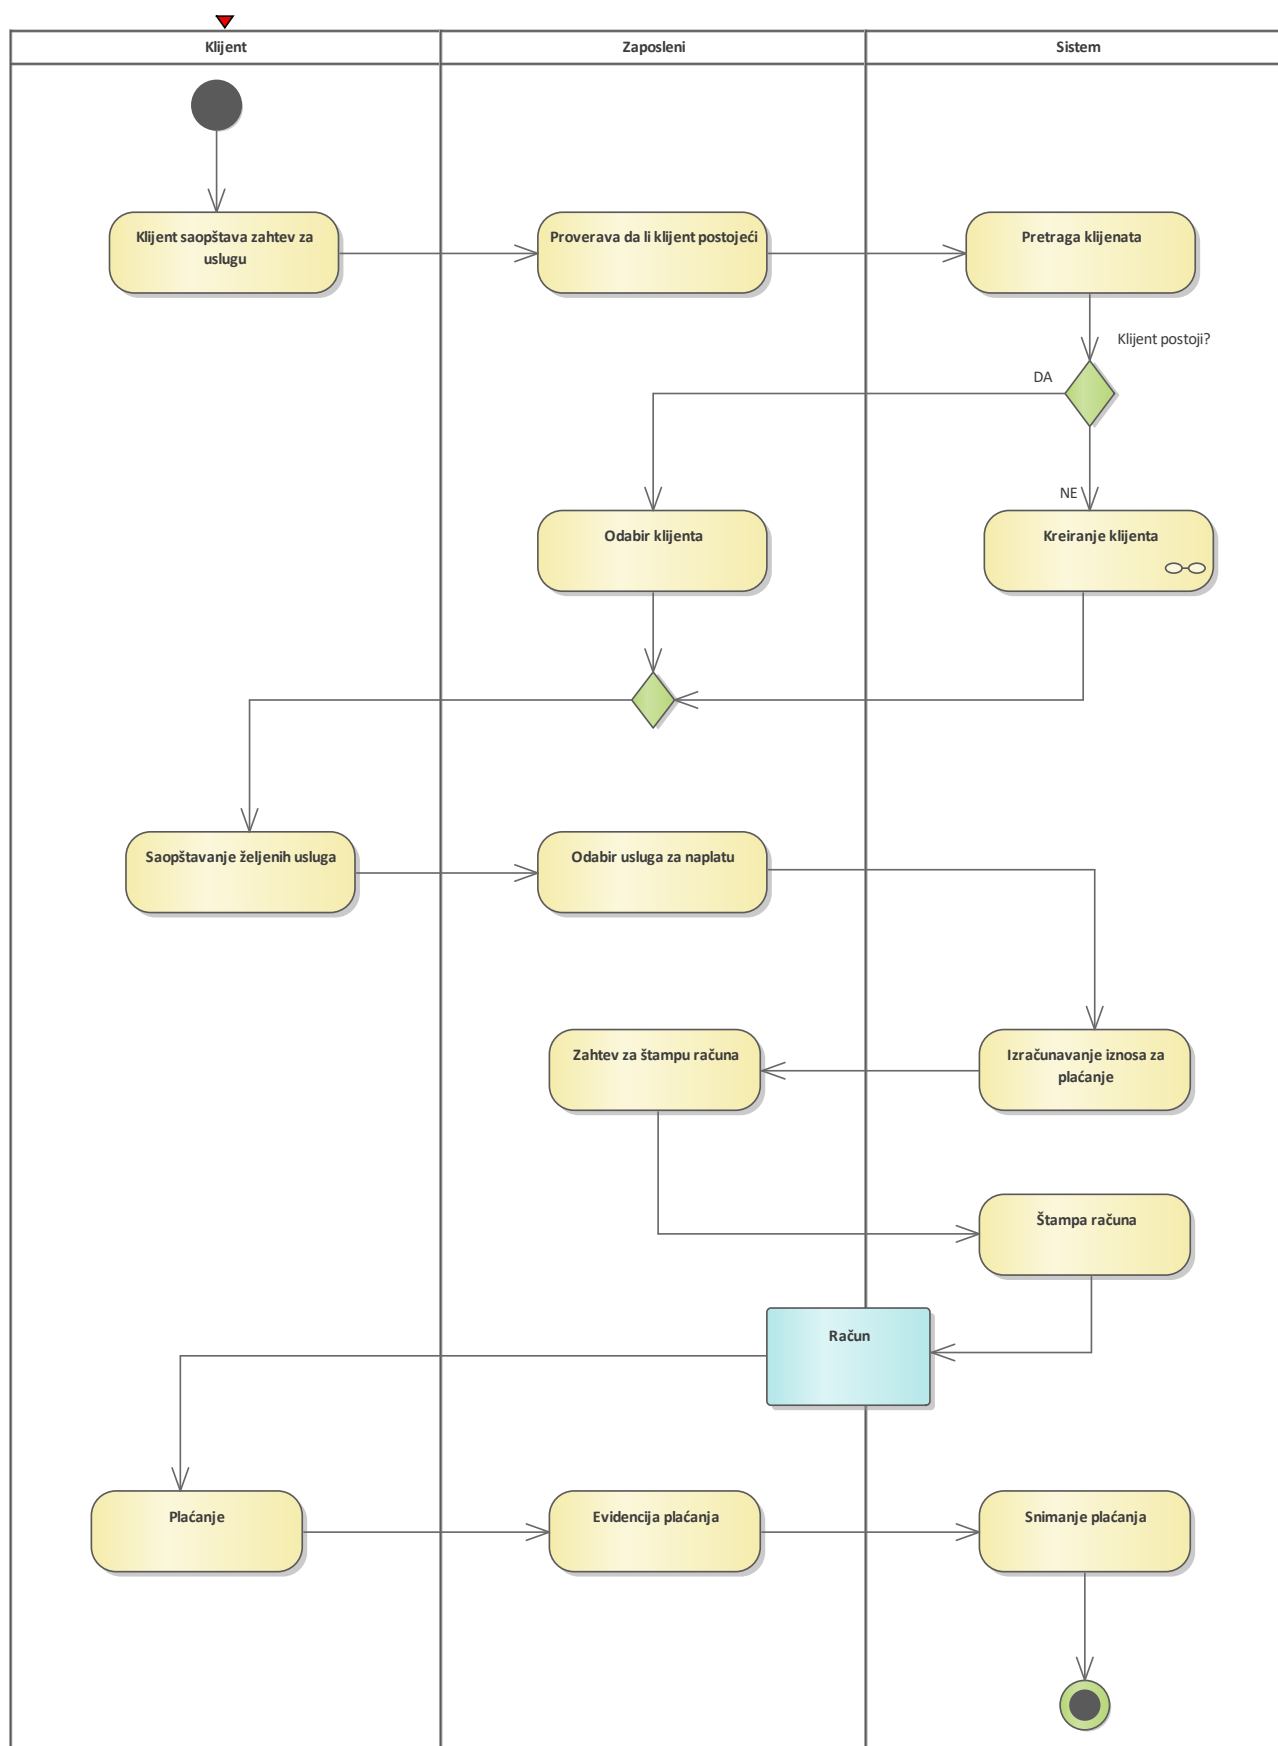 Klijent
Zaposleni
Sistem
Klijent saopštava zahtev za
uslugu
Proverava da li klijent postojeći
Pretraga klijenata
Klijent postoji?
DA
NE
Odabir klijenta
Kreiranje klijenta
Saopštavanje željenih usluga
Odabir usluga za naplatu
Zahtev za štampu računa
Izračunavanje iznosa za
plaćanje
Štampa računa
Račun
Plaćanje
Evidencija plaćanja
Snimanje plaćanja